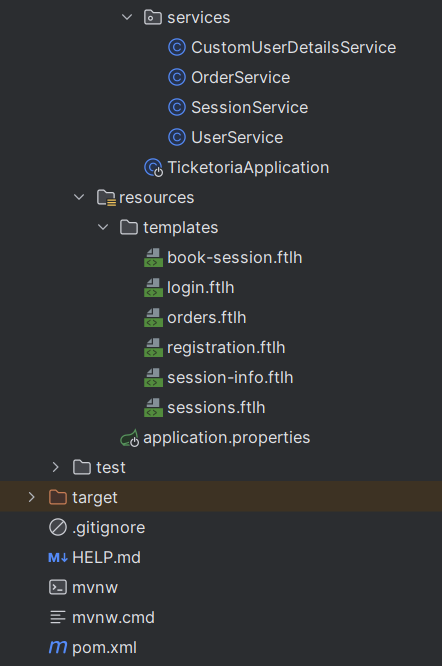 services
CustomUserDetailsService
OrderService
SessionService
UserService
TicketoriaApplication
resources
templates
book-session.ftlh
login.ftlh
orders.ftlh
registration.ftlh
session-info.ftlh
sessions.ftlh
application.properties
test
target
.gitignore
M↓ HELP.md
mvnw
mvnw.cmd
m pom.xml